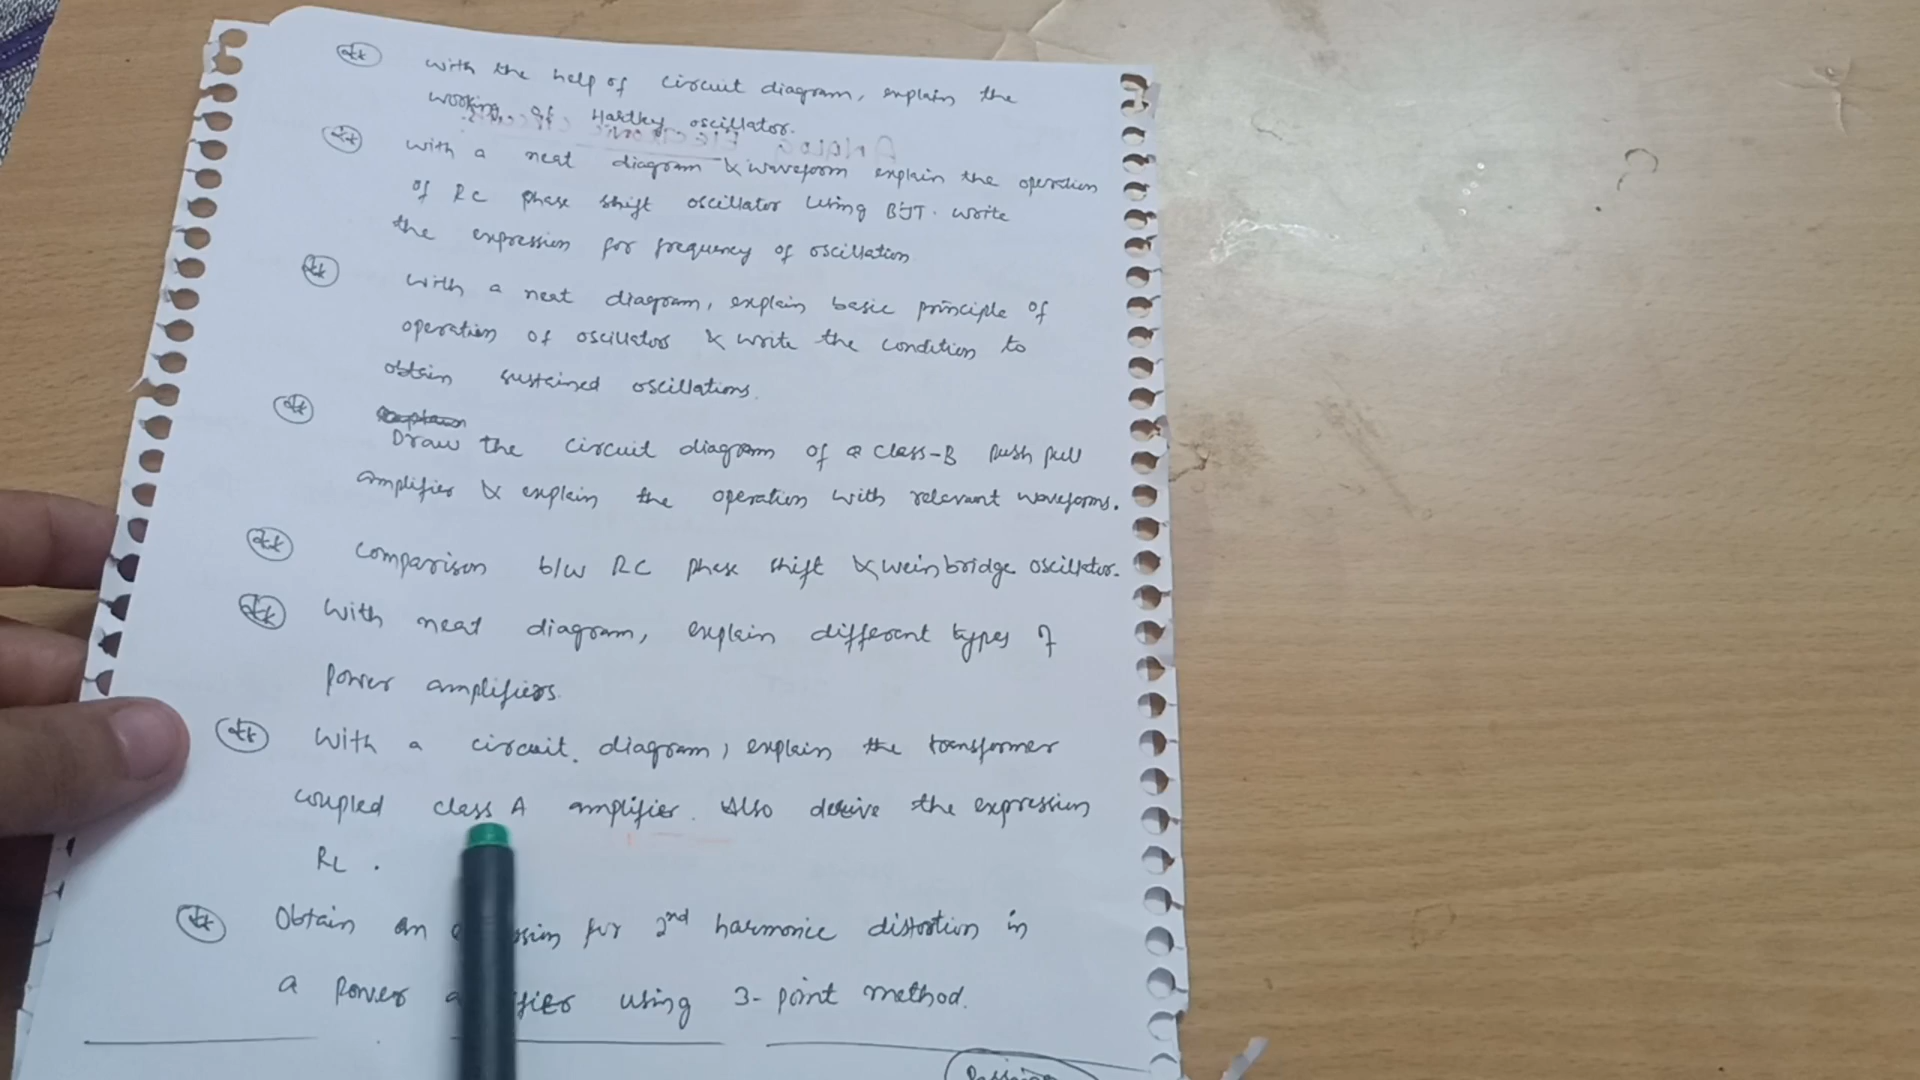 with the help of circuit diagram, explain the
working of Hartley oscillator.
with a neat diagram & waveform explain the operation
of RC phase shift oscillator using BJT. write
the expression for frequency of oscillation
with a neat diagram, explain basic principle of
operation of oscillators & write the condition to
obtain sustained oscillations.
Draw the circuit diagram of a class-B push pull
amplifier & explain the operation with relevant waveforms.
comparison b/w RC phase shift & wein bridge oscillator.
With neat diagram, explain different types of
power amplifiers.
With a circuit diagram, explain the transformer
coupled class A amplifier. Also derive the expression
RL.
Obtain an for 2nd harmonic distortion in
a power using 3-point method.